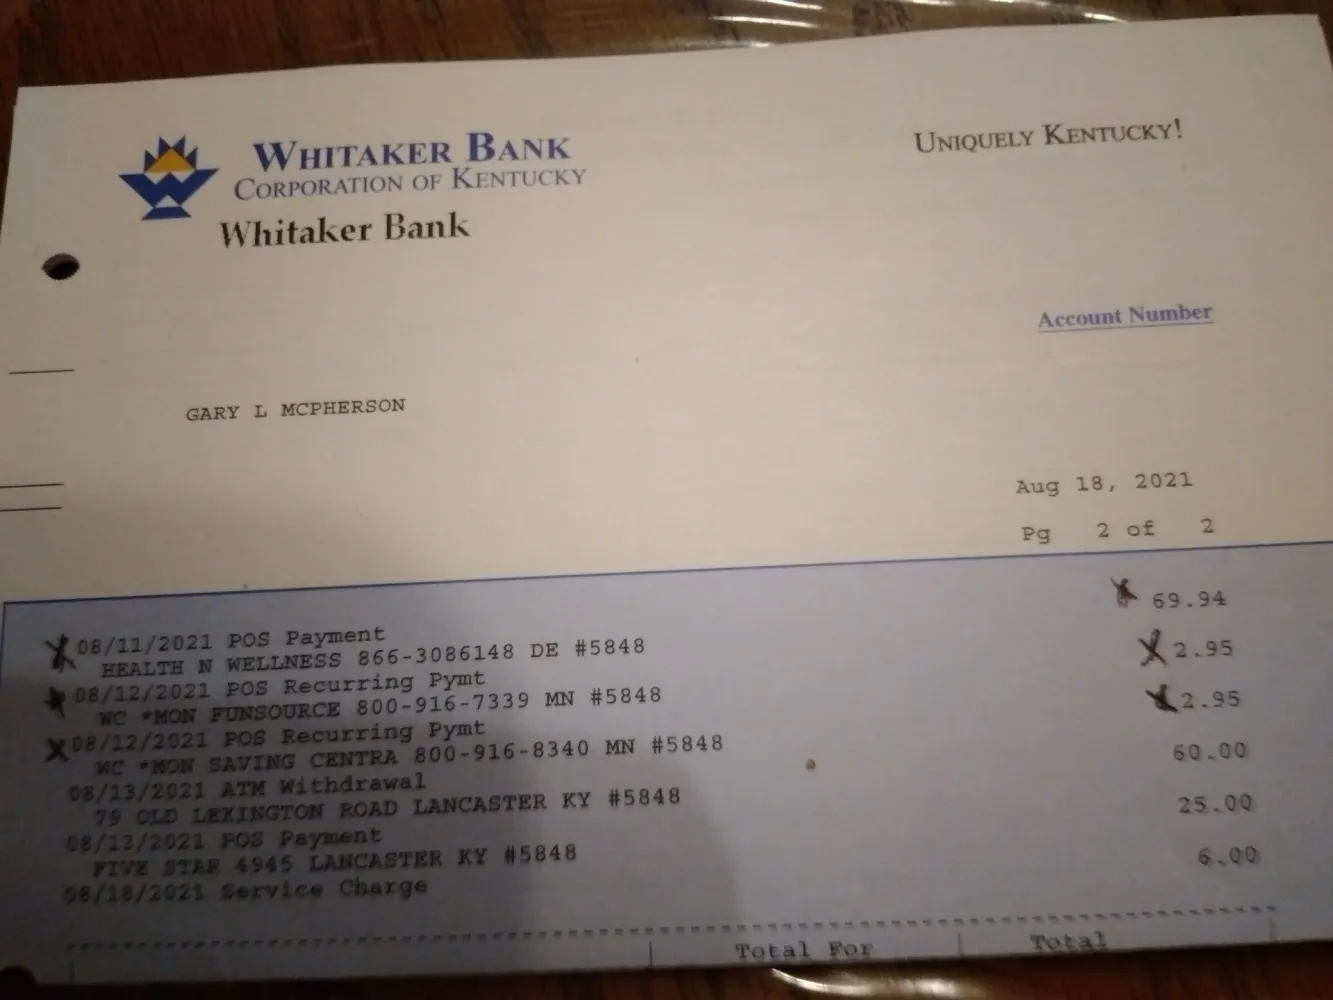 WHITAKER BANK
CORPORATION OF KENTUCKY
Whitaker Bank
UNIQUELY KENTUCKY!
Account Number
GARY L MCPHERSON
Aug 18, 2021
Pg 2 of 2
08/11/2021 POS Payment 69.94
HEALTH N WELLNESS 866-3086148 DE #5848
08/12/2021 POS Recurring Pymt 2.95
WC *MON FUNSOURCE 800-916-7339 MN #5848
08/12/2021 POS Recurring Pymt 2.95
WC *MON SAVING CENTRA 800-916-8340 MN #5848
08/13/2021 ATM Withdrawal 60.00
79 OLD LEXINGTON ROAD LANCASTER KY #5848
08/13/2021 POS Payment 25.00
FIVE STAR 4945 LANCASTER KY #5848
08/18/2021 Service Charge 6.00
Total For Total